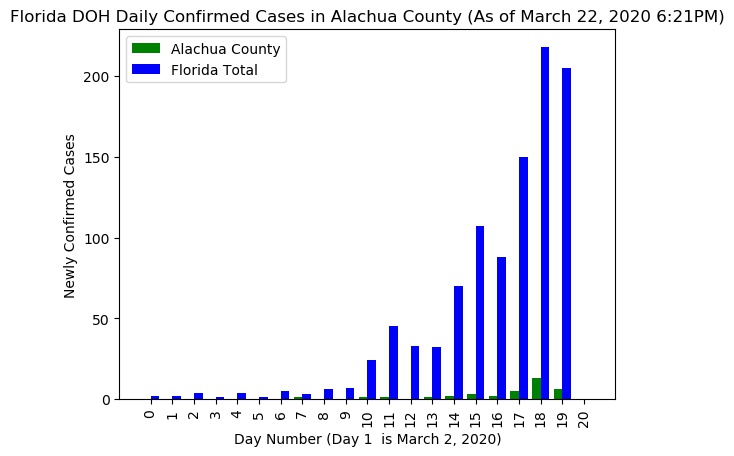 Florida DOH Daily Confirmed Cases in Alachua County (As of March 22, 2020 6:21PM)
Alachua County
Florida Total
Newly Confirmed Cases
200
150
100
50
0
0 1 2 3 4 5 6 7 8 9 10 11 12 13 14 15 16 17 18 19 20
Day Number (Day 1  is March 2, 2020)